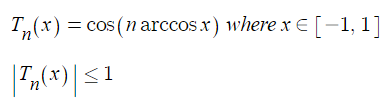 T_n(x) = cos(n arccos x) where x ∈ [−1, 1]
|T_n(x)| ≤ 1